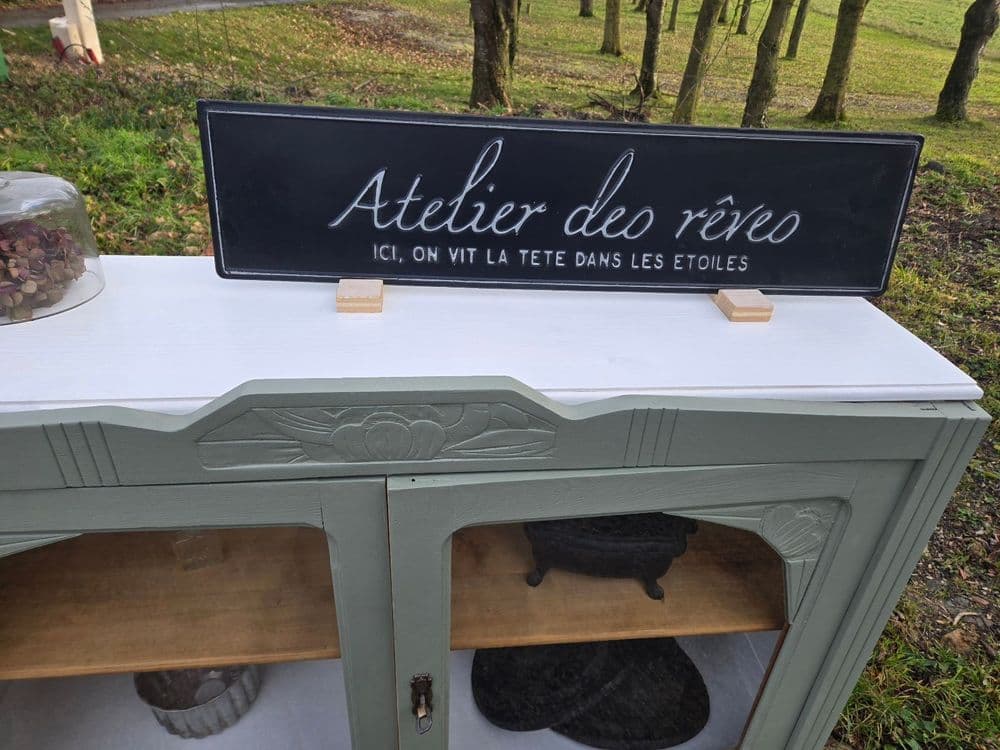 Atelier des rêves
ICI, ON VIT LA TETE DANS LES ETOILES